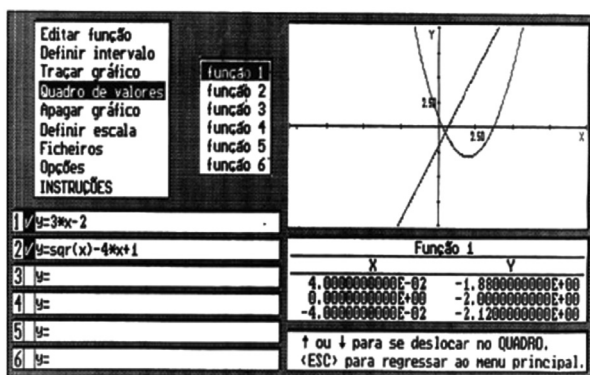 Editar função
Definir intervalo
Traçar gráfico
Quadro de valores
Apagar gráfico
Definir escala
Ficheiros
Opções
INSTRUÇÕES
função 1
função 2
função 3
função 4
função 5
função 6
Y
2.50
2.50
X
1 √ y=3*x-2
2 √ y=sqr(x)-4*x+1
3 y=
4 y=
5 y=
6 y=
Função 1
X Y
4.0000000000E-02 -1.8800000000E+00
0.0000000000E+00 -2.0000000000E+00
-4.0000000000E-02 -2.1200000000E+00
↑ ou ↓ para se deslocar no QUADRO.
<ESC> para regressar ao menu principal.